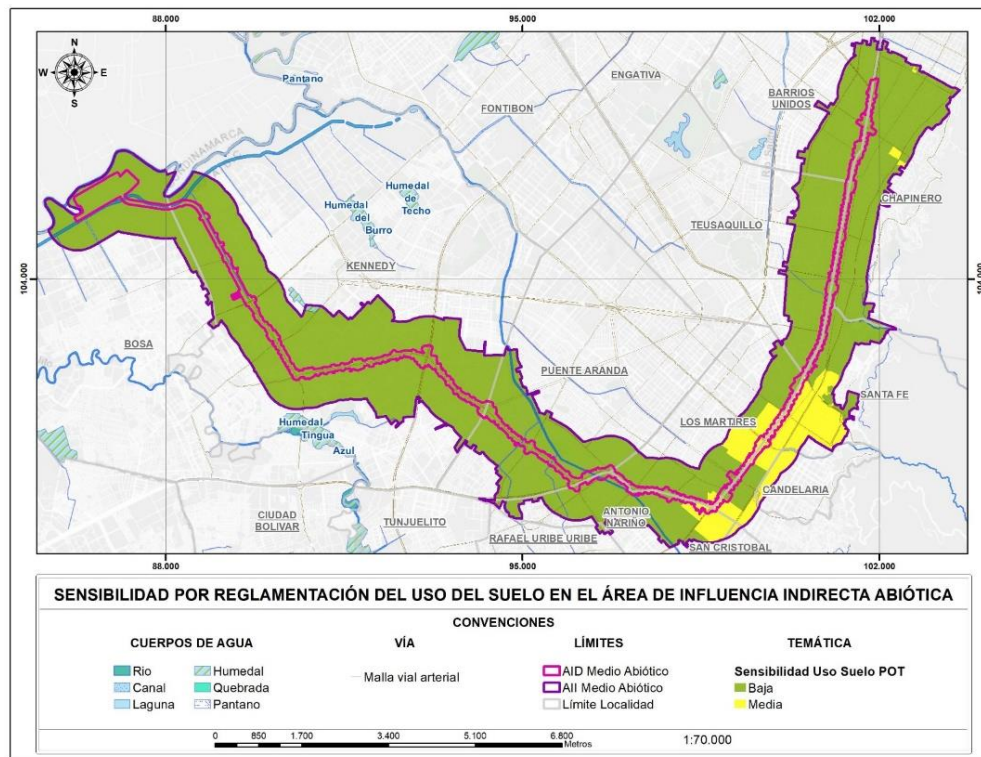 88.000 95.000 102.000
N
W E
S
Pantano
ENGATIVA
FONTIBON
BARRIOS
UNIDOS
Humedal
de
Techo
Humedal
del
Burro
CHAPINERO
TEUSAQUILLO
KENNEDY
104.000
BOSA
PUENTE ARANDA
SANTA FE
LOS MARTIRES
Humedal
Tingua
Azul
CANDELARIA
CIUDAD
BOLIVAR
TUNJUELITO
ANTONIO
NARIÑO
RAFAEL URIBE URIBE
SAN CRISTOBAL
88.000 95.000 102.000
SENSIBILIDAD POR REGLAMENTACIÓN DEL USO DEL SUELO EN EL ÁREA DE INFLUENCIA INDIRECTA ABIÓTICA
CONVENCIONES
CUERPOS DE AGUA VÍA LÍMITES TEMÁTICA
Rio Humedal Malla vial arterial AID Medio Abiótico Sensibilidad Uso Suelo POT
Canal Quebrada AII Medio Abiótico Baja
Laguna Pantano Límite Localidad Media
0 850 1.700 3.400 5.100 6.800
Metros
1:70.000